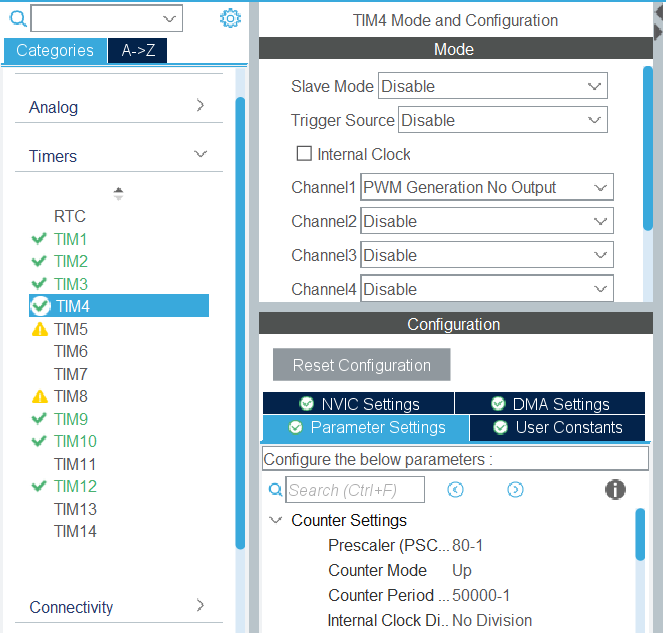 Categories
A->Z
Analog
Timers
RTC
TIM1
TIM2
TIM3
TIM4
TIM5
TIM6
TIM7
TIM8
TIM9
TIM10
TIM11
TIM12
TIM13
TIM14
Connectivity
TIM4 Mode and Configuration
Mode
Slave Mode Disable
Trigger Source Disable
Internal Clock
Channel1 PWM Generation No Output
Channel2 Disable
Channel3 Disable
Channel4 Disable
Configuration
Reset Configuration
NVIC Settings DMA Settings
Parameter Settings User Constants
Configure the below parameters :
Search (Ctrl+F)
Counter Settings
Prescaler (PSC... 80-1
Counter Mode Up
Counter Period ... 50000-1
Internal Clock Di.. No Division